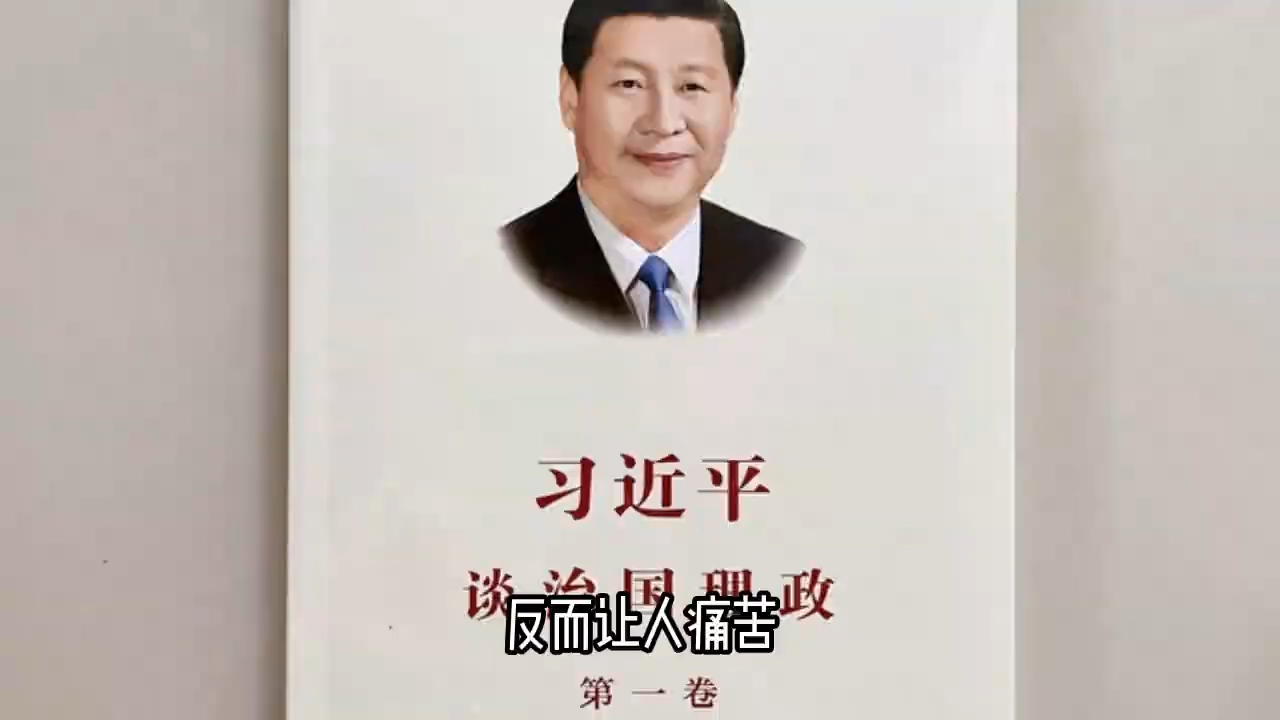 习近平
谈治国理政
反而让人痛苦
第一卷